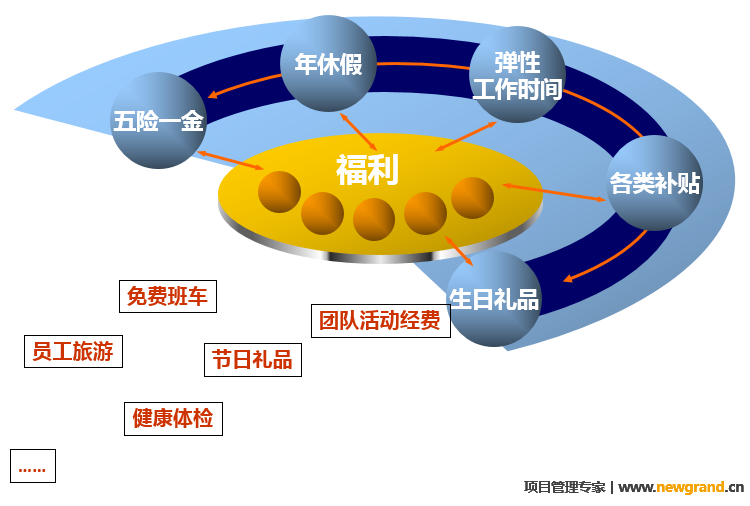 年休假
弹性
工作时间
五险一金
福利
各类补贴
生日礼品
免费班车
团队活动经费
员工旅游
节日礼品
健康体检
......
项目管理专家 | www.newgrand.cn